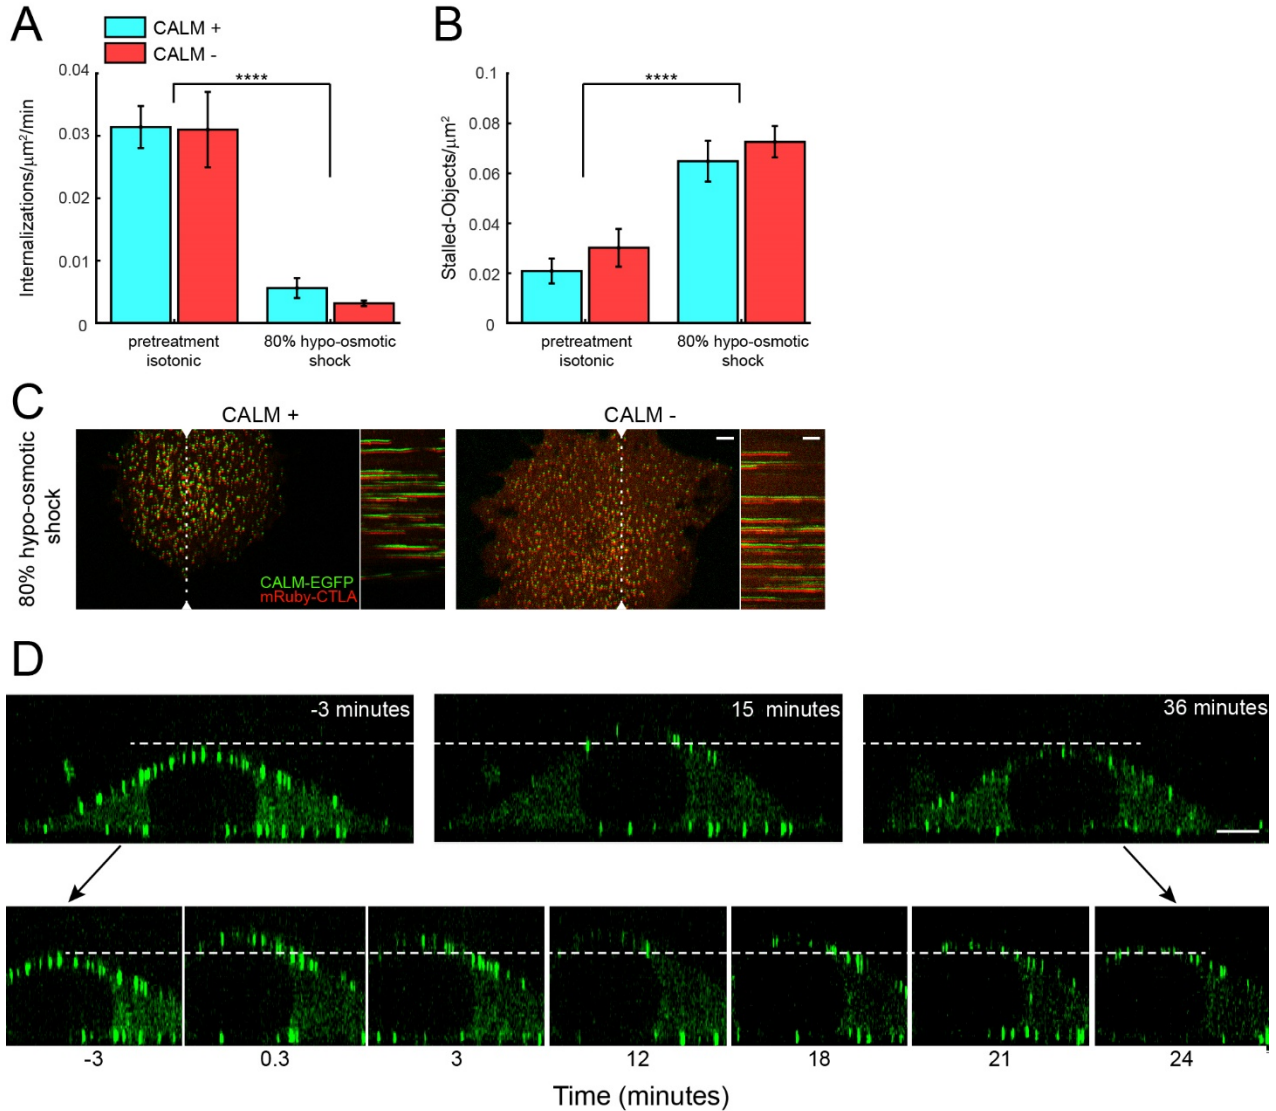 A
CALM +
CALM -
Internalizations/μm²/min
0.04
0.03
0.02
0.01
0
****
pretreatment
isotonic
80% hypo-osmotic
shock
B
Stalled-Objects/μm²
0.1
0.08
0.06
0.04
0.02
0
****
pretreatment
isotonic
80% hypo-osmotic
shock
C
CALM +
CALM -
80% hypo-osmotic
shock
CALM-EGFP
mRuby-CTLA
D
-3 minutes
15 minutes
36 minutes
-3
0.3
3
12
18
21
24
Time (minutes)